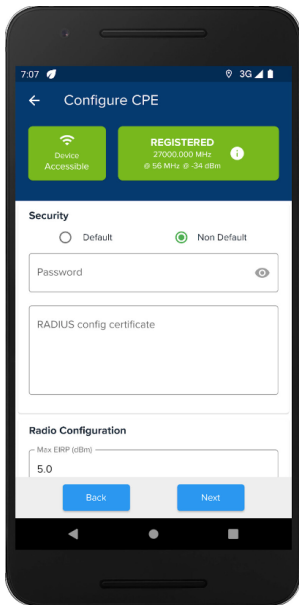 7:07
3G
Configure CPE
Device
Accessible
REGISTERED
27000.000 MHz
@ 56 MHz @ -34 dBm
Security
Default
Non Default
Password
RADIUS config certificate
Radio Configuration
Max EIRP (dBm)
5.0
Back
Next